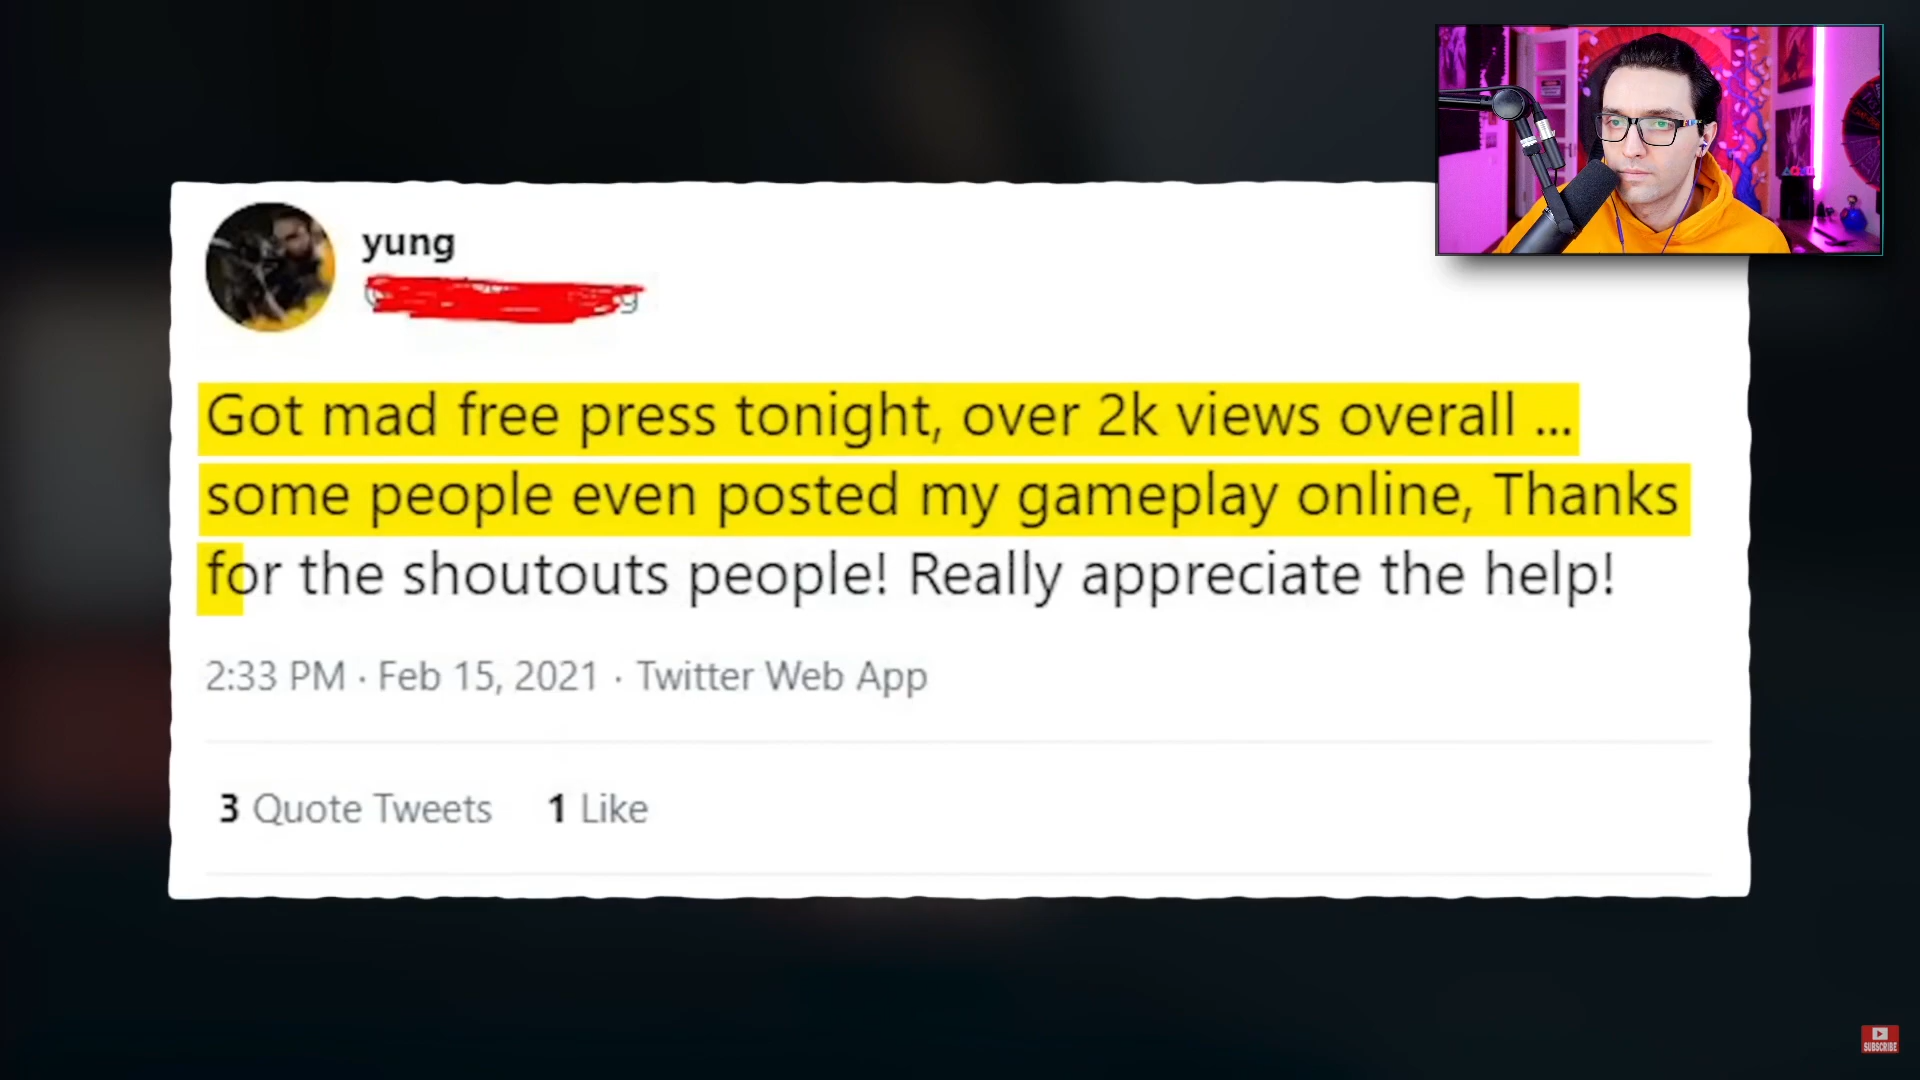 yung
Got mad free press tonight, over 2k views overall ...
some people even posted my gameplay online, Thanks
for the shoutouts people! Really appreciate the help!
2:33 PM · Feb 15, 2021 · Twitter Web App
3 Quote Tweets 1 Like
SUBSCRIBE